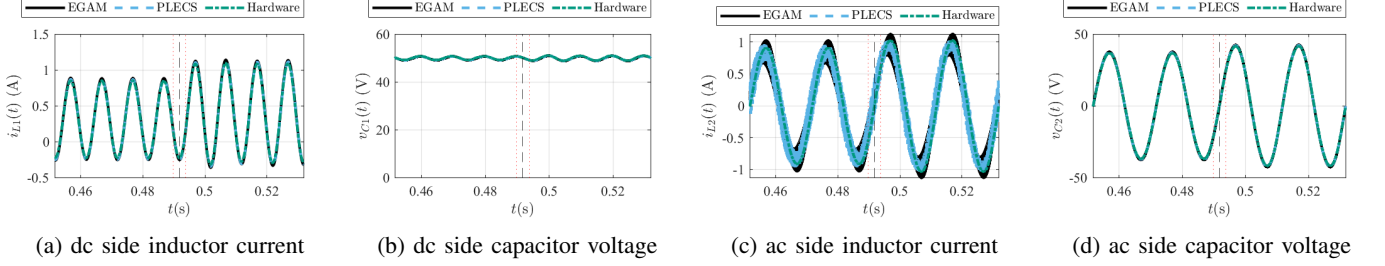 EGAM PLECS Hardware
1.5
1
0.5
0
-0.5
i_{L1}(t) (A)
0.46 0.48 0.5 0.52
t(s)
(a) dc side inductor current
EGAM PLECS Hardware
60
40
20
0
v_{C1}(t) (V)
0.46 0.48 0.5 0.52
t(s)
(b) dc side capacitor voltage
EGAM PLECS Hardware
1
0.5
0
-0.5
-1
i_{L2}(t) (A)
0.46 0.48 0.5 0.52
t(s)
(c) ac side inductor current
EGAM PLECS Hardware
50
0
-50
v_{C2}(t) (V)
0.46 0.48 0.5 0.52
t(s)
(d) ac side capacitor voltage